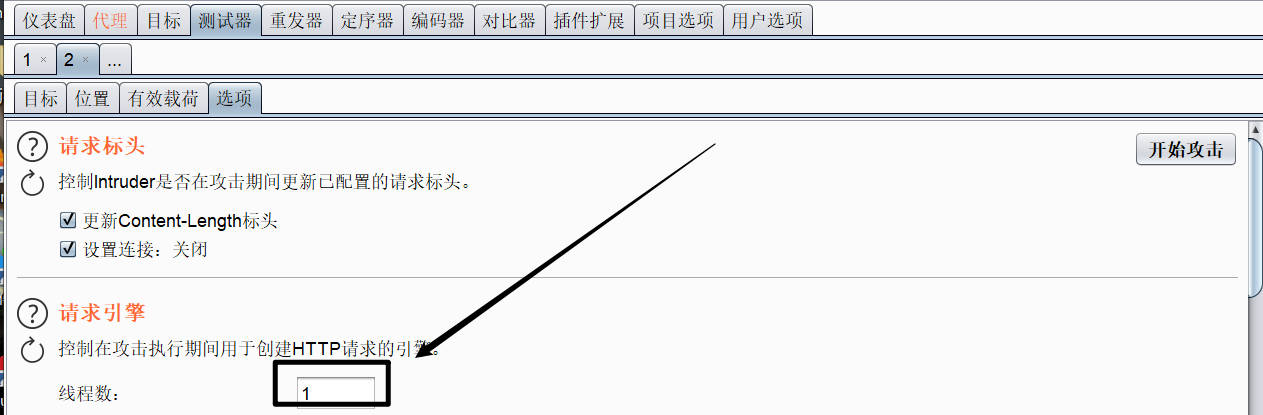 仪表盘 代理 目标 测试器 重发器 定序器 编码器 对比器 插件扩展 项目选项 用户选项
1 × 2 × ...
目标 位置 有效载荷 选项
? 请求标头 开始攻击
控制Intruder是否在攻击期间更新已配置的请求标头。
更新Content-Length标头
设置连接：关闭
? 请求引擎
控制在攻击执行期间用于创建HTTP请求的引擎。
线程数： 1